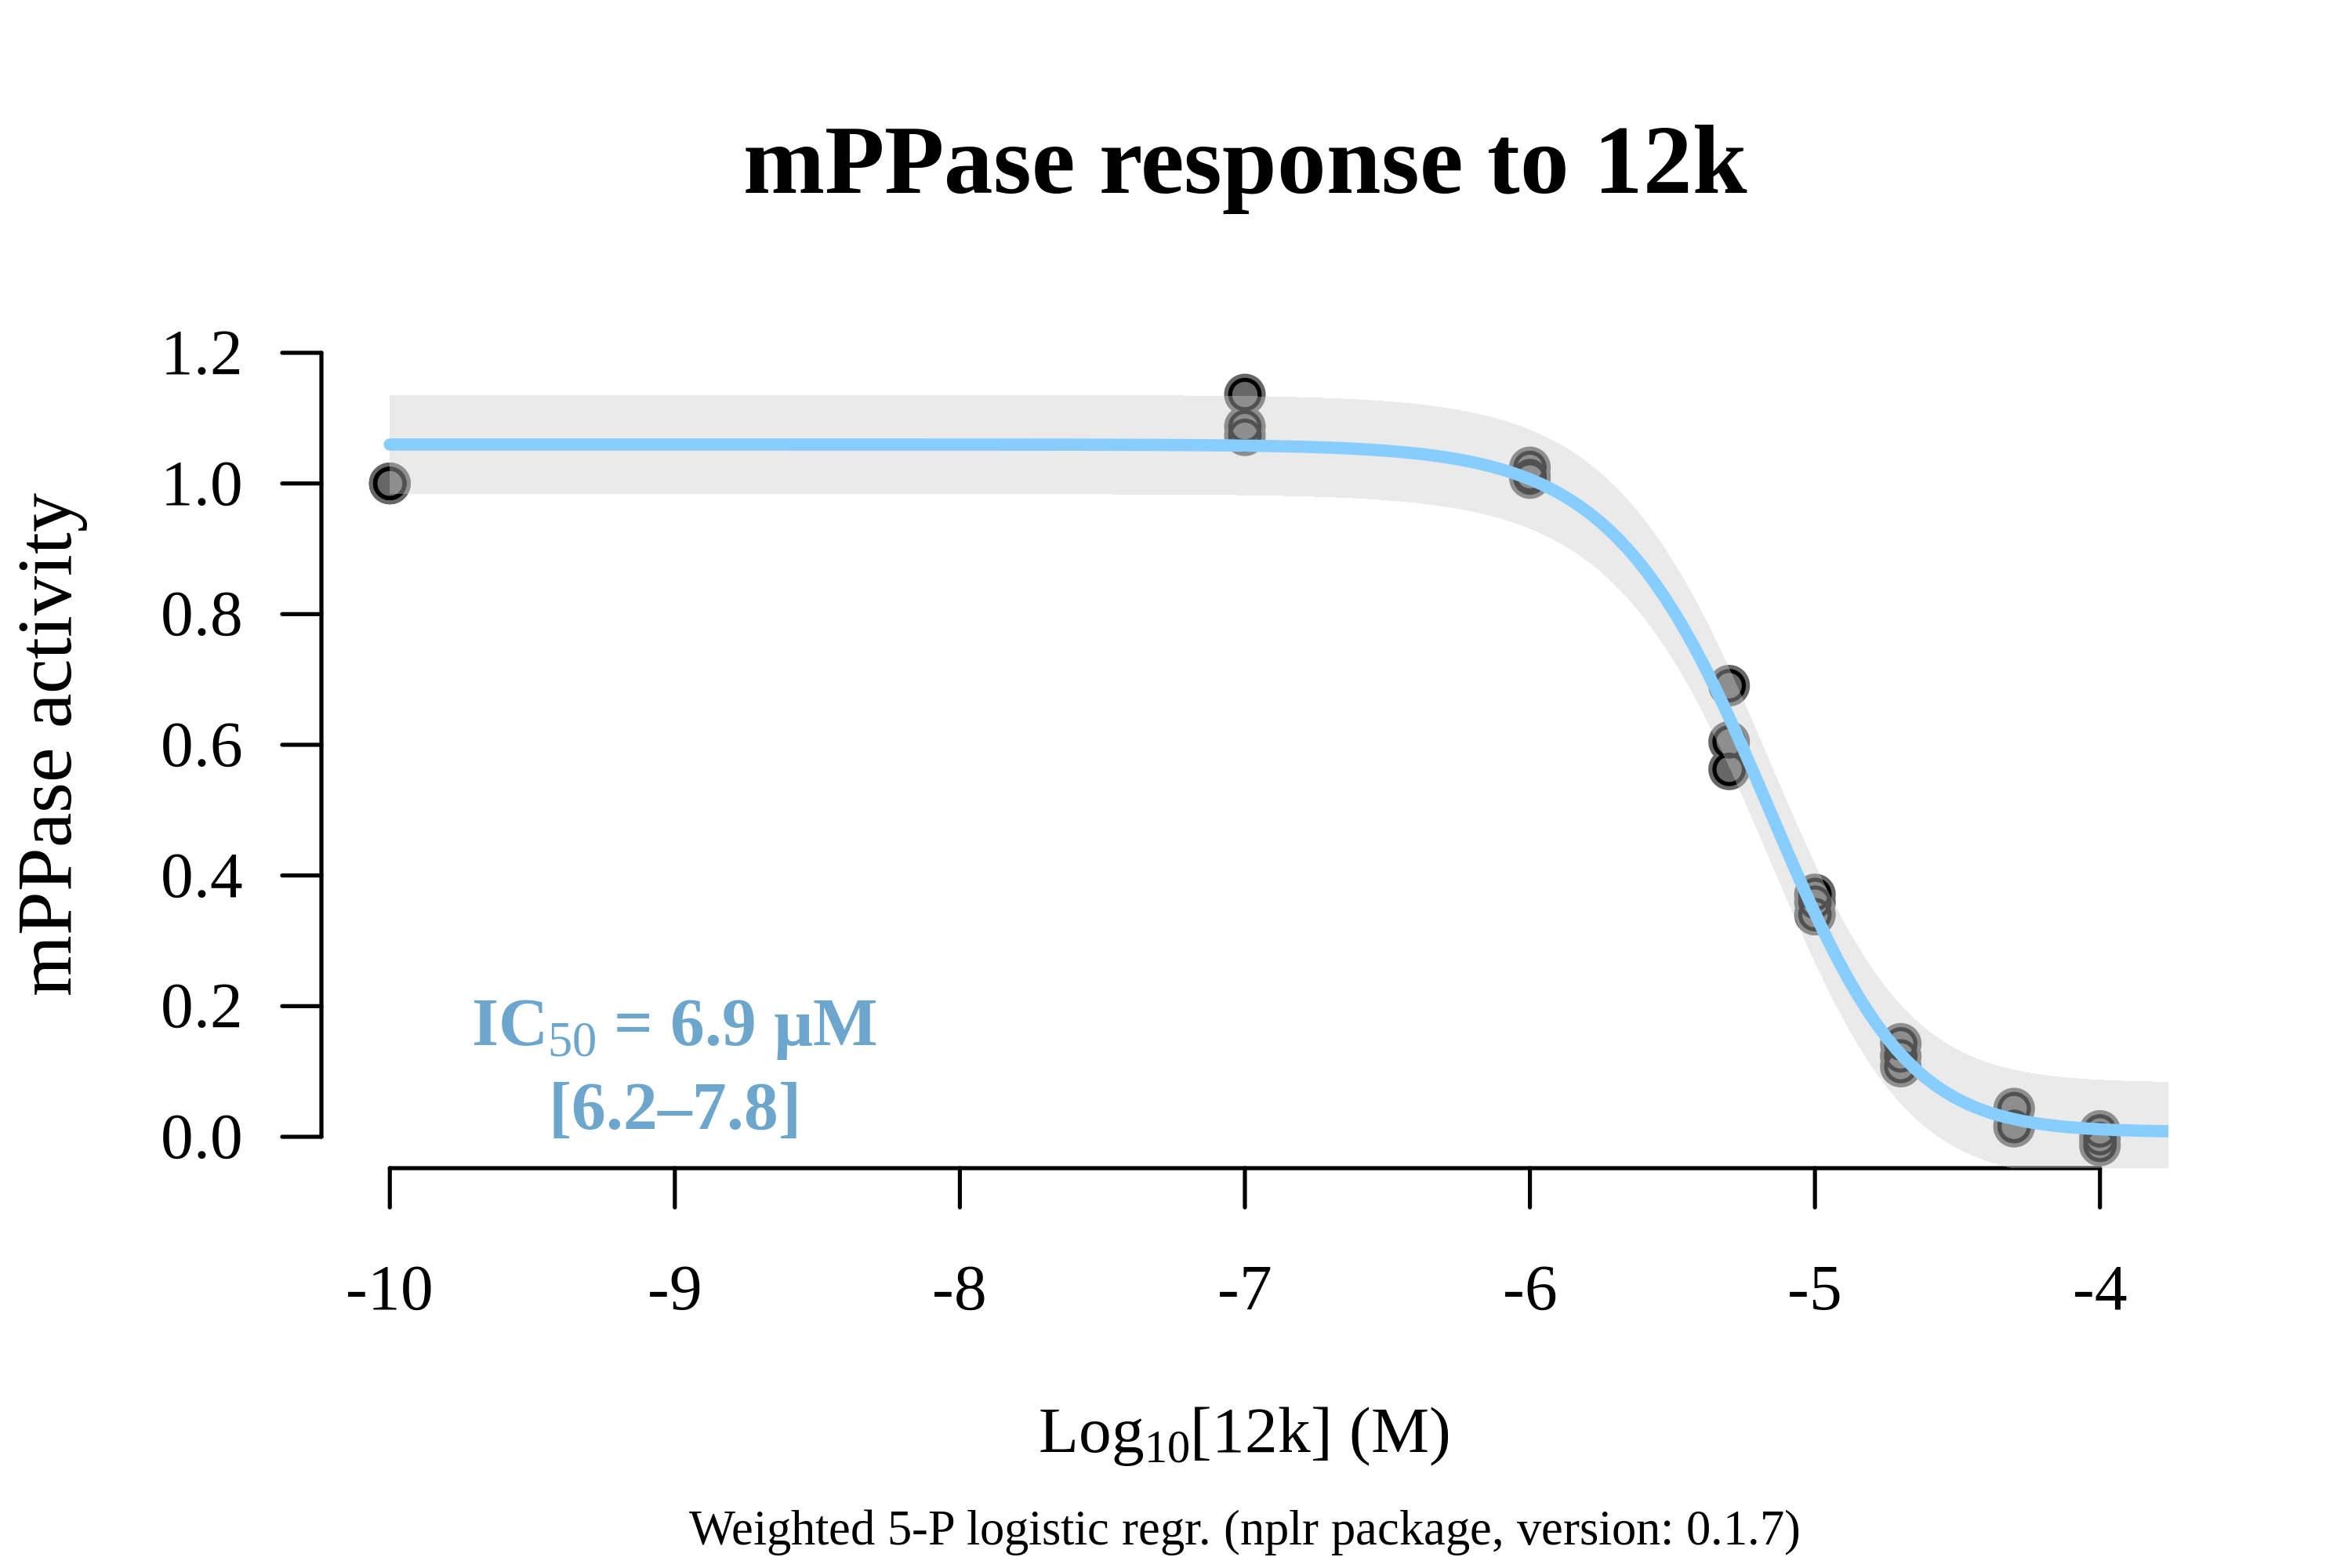 mPPase response to 12k
mPPase activity
1.2
1.0
0.8
0.6
0.4
0.2
0.0
IC50 = 6.9 µM
[6.2–7.8]
-10 -9 -8 -7 -6 -5 -4
Log10[12k] (M)
Weighted 5-P logistic regr. (nplr package, version: 0.1.7)